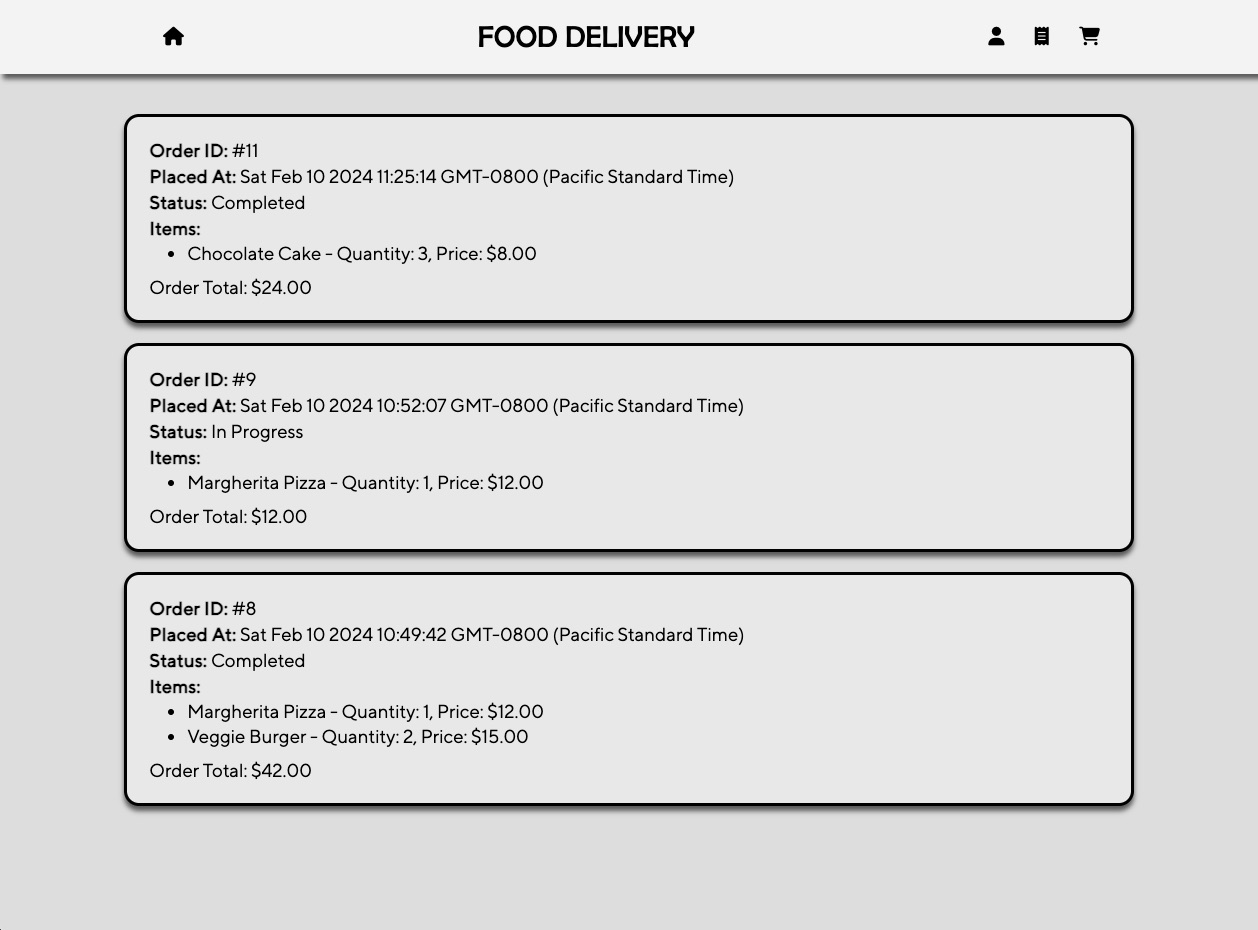 FOOD DELIVERY
Order ID: #11
Placed At: Sat Feb 10 2024 11:25:14 GMT-0800 (Pacific Standard Time)
Status: Completed
Items:
• Chocolate Cake - Quantity: 3, Price: $8.00
Order Total: $24.00
Order ID: #9
Placed At: Sat Feb 10 2024 10:52:07 GMT-0800 (Pacific Standard Time)
Status: In Progress
Items:
• Margherita Pizza - Quantity: 1, Price: $12.00
Order Total: $12.00
Order ID: #8
Placed At: Sat Feb 10 2024 10:49:42 GMT-0800 (Pacific Standard Time)
Status: Completed
Items:
• Margherita Pizza - Quantity: 1, Price: $12.00
• Veggie Burger - Quantity: 2, Price: $15.00
Order Total: $42.00